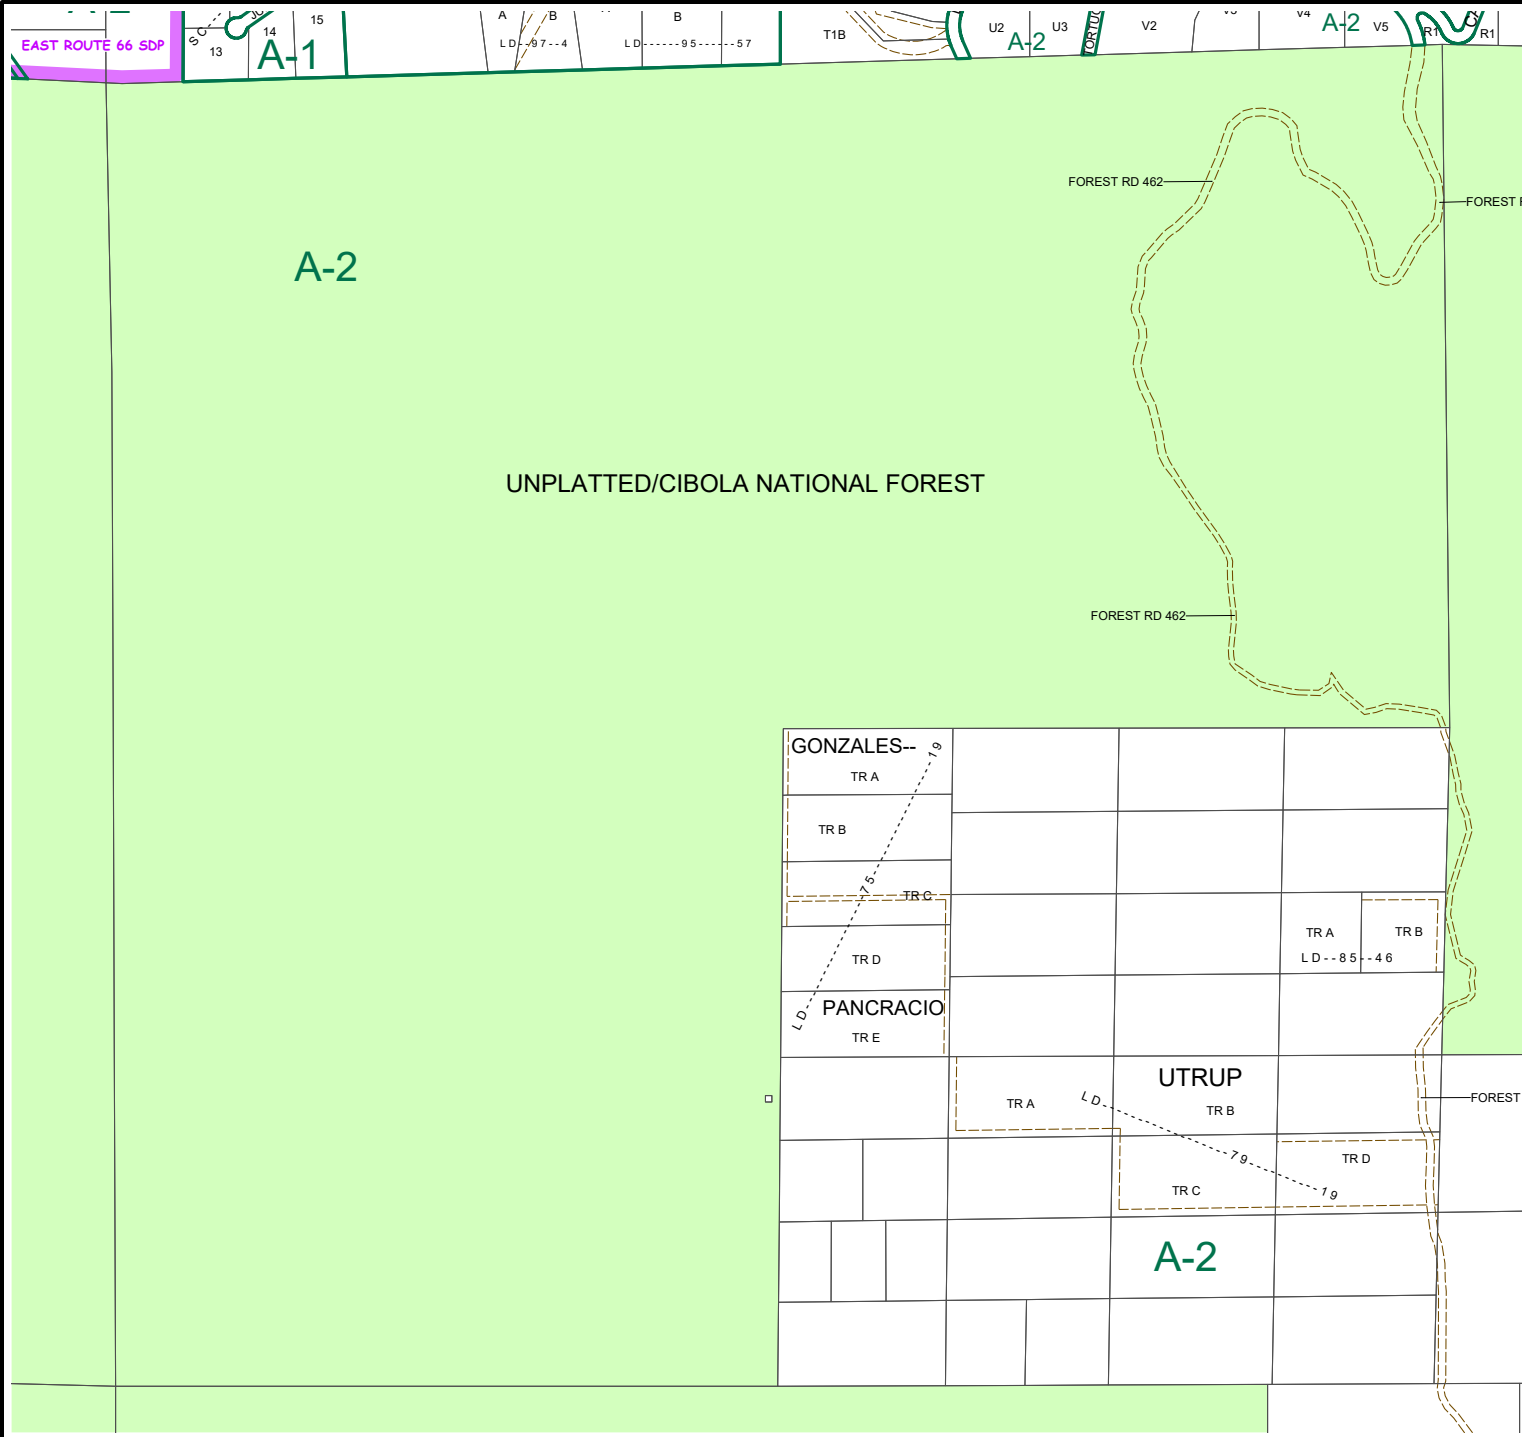 15
A
B
B
U2
U3
V2
V4
A-2
V5
R1
R1
S C
14
T1B
EAST ROUTE 66 SDP
13
A-1
LD--97--4
LD------95------57
A-2
TORTUG
FOREST RD 462
FOREST
A-2
UNPLATTED/CIBOLA NATIONAL FOREST
FOREST RD 462
GONZALES--
TR A
TR B
TR C
TR D
PANCRACIO
TR E
LD-75-19
TR A
TR B
LD--85--46
UTRUP
TR A
TR B
TR C
TR D
LD-79-19
FOREST
A-2